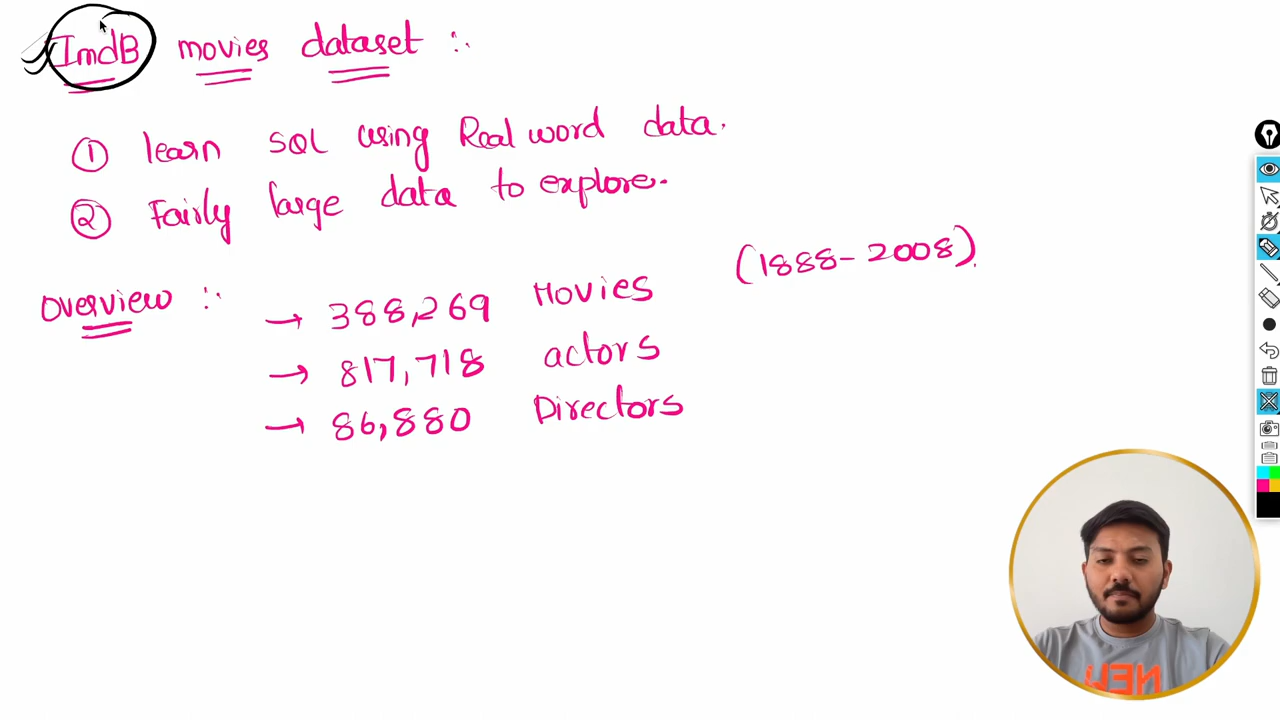 ImdB movies dataset :.
① learn SQL using Real word data.
② Fairly large data to explore.
(1888-2008).
Overview :.
→ 388,269 Movies
→ 817,718 actors
→ 86,880 Directors
NEW